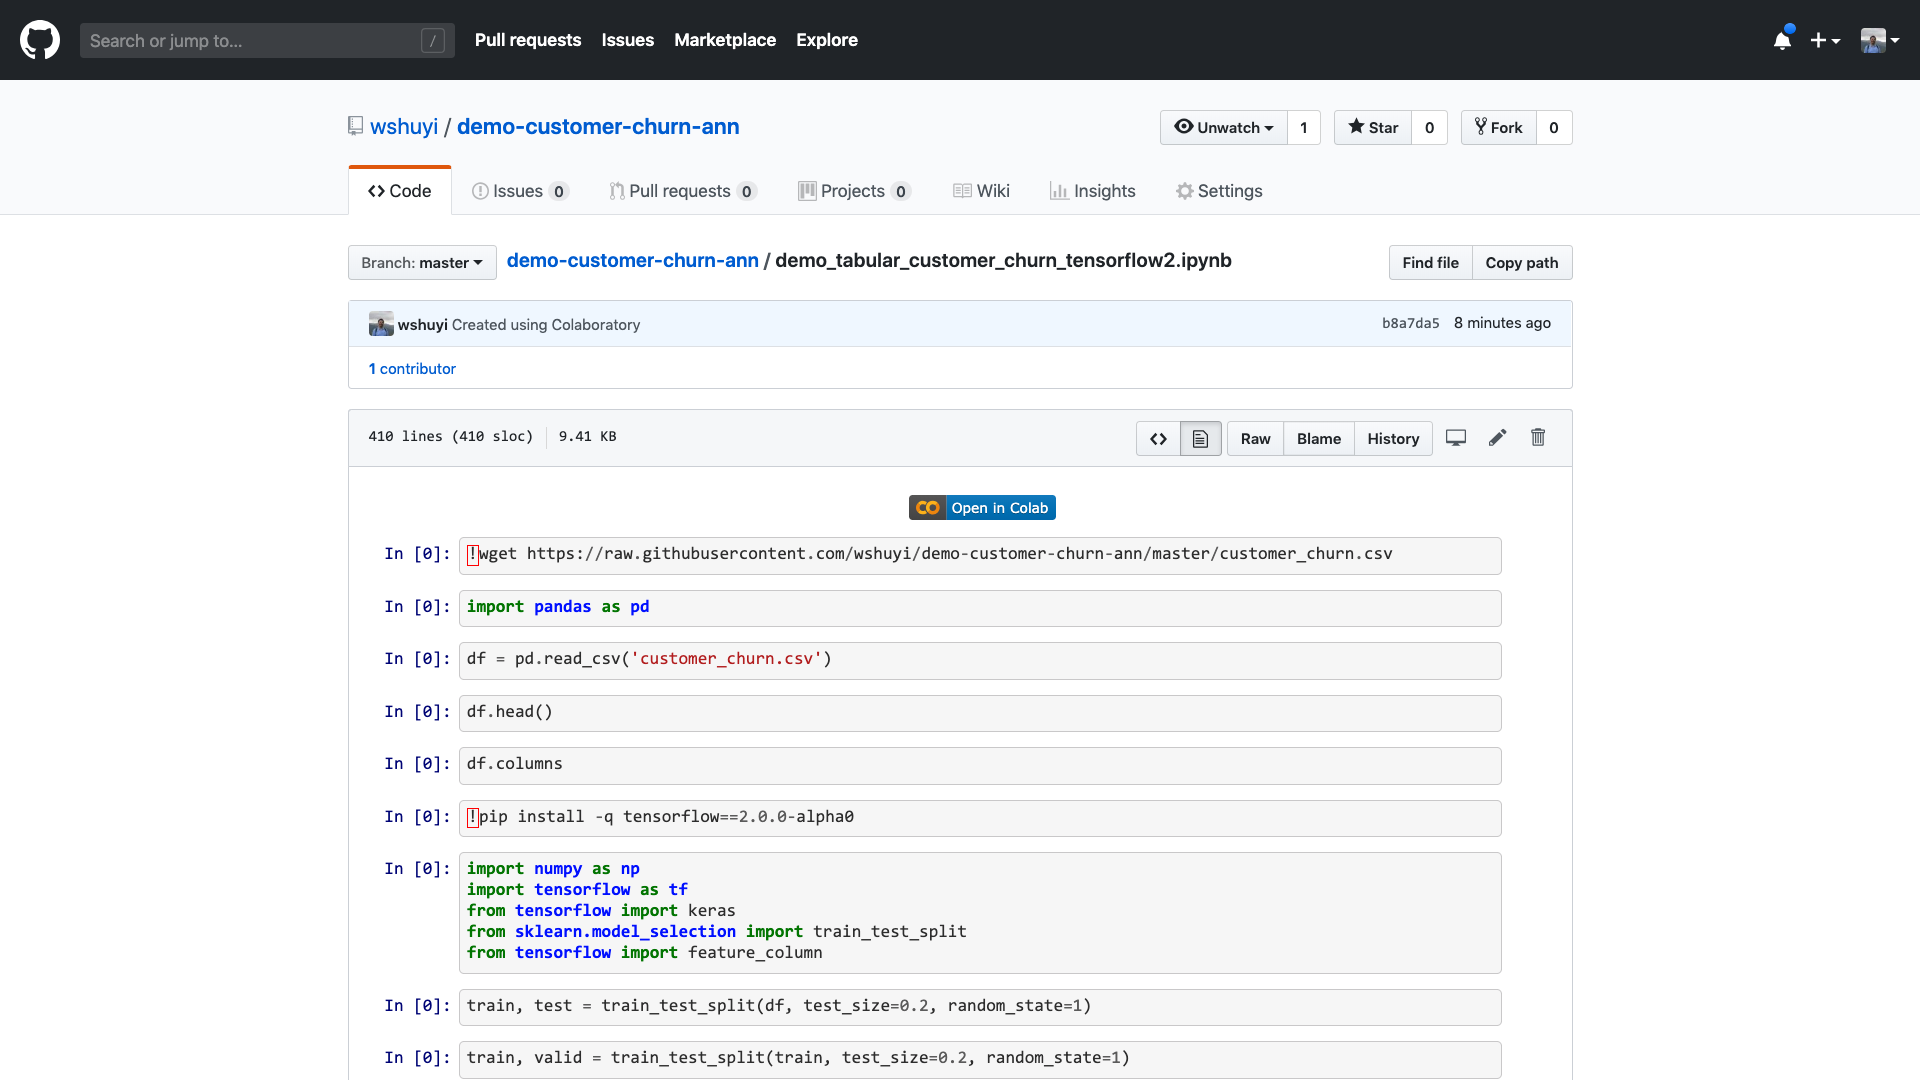 Search or jump to... /
Pull requests Issues Marketplace Explore
wshuyi / demo-customer-churn-ann
Unwatch 1 Star 0 Fork 0
Code Issues 0 Pull requests 0 Projects 0 Wiki Insights Settings
Branch: master demo-customer-churn-ann / demo_tabular_customer_churn_tensorflow2.ipynb Find file Copy path
wshuyi Created using Colaboratory b8a7da5 8 minutes ago
1 contributor
410 lines (410 sloc) 9.41 KB Raw Blame History
CO Open in Colab
In [0]: !wget https://raw.githubusercontent.com/wshuyi/demo-customer-churn-ann/master/customer_churn.csv
In [0]: import pandas as pd
In [0]: df = pd.read_csv('customer_churn.csv')
In [0]: df.head()
In [0]: df.columns
In [0]: !pip install -q tensorflow==2.0.0-alpha0
In [0]: import numpy as np
import tensorflow as tf
from tensorflow import keras
from sklearn.model_selection import train_test_split
from tensorflow import feature_column
In [0]: train, test = train_test_split(df, test_size=0.2, random_state=1)
In [0]: train, valid = train_test_split(train, test_size=0.2, random_state=1)